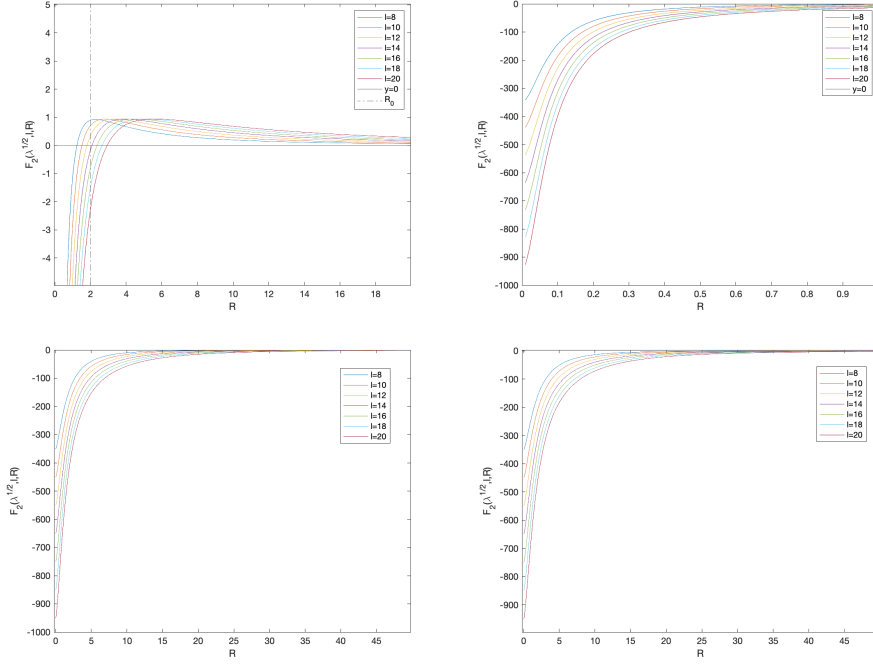 5
4
3
2
1
0
-1
-2
-3
-4
0 2 4 6 8 10 12 14 16 18
R
F2(λ^1/2,l,R)
l=8
l=10
l=12
l=14
l=16
l=18
l=20
y=0
R0
0
-100
-200
-300
-400
-500
-600
-700
-800
-900
-1000
0 0.1 0.2 0.3 0.4 0.5 0.6 0.7 0.8 0.9
R
F2(λ^1/2,l,R)
l=8
l=10
l=12
l=14
l=16
l=18
l=20
y=0
0
-100
-200
-300
-400
-500
-600
-700
-800
-900
-1000
0 5 10 15 20 25 30 35 40 45
R
F2(λ^1/2,l,R)
l=8
l=10
l=12
l=14
l=16
l=18
l=20
0
-100
-200
-300
-400
-500
-600
-700
-800
-900
0 5 10 15 20 25 30 35 40 45
R
F2(λ^1/2,l,R)
l=8
l=10
l=12
l=14
l=16
l=18
l=20